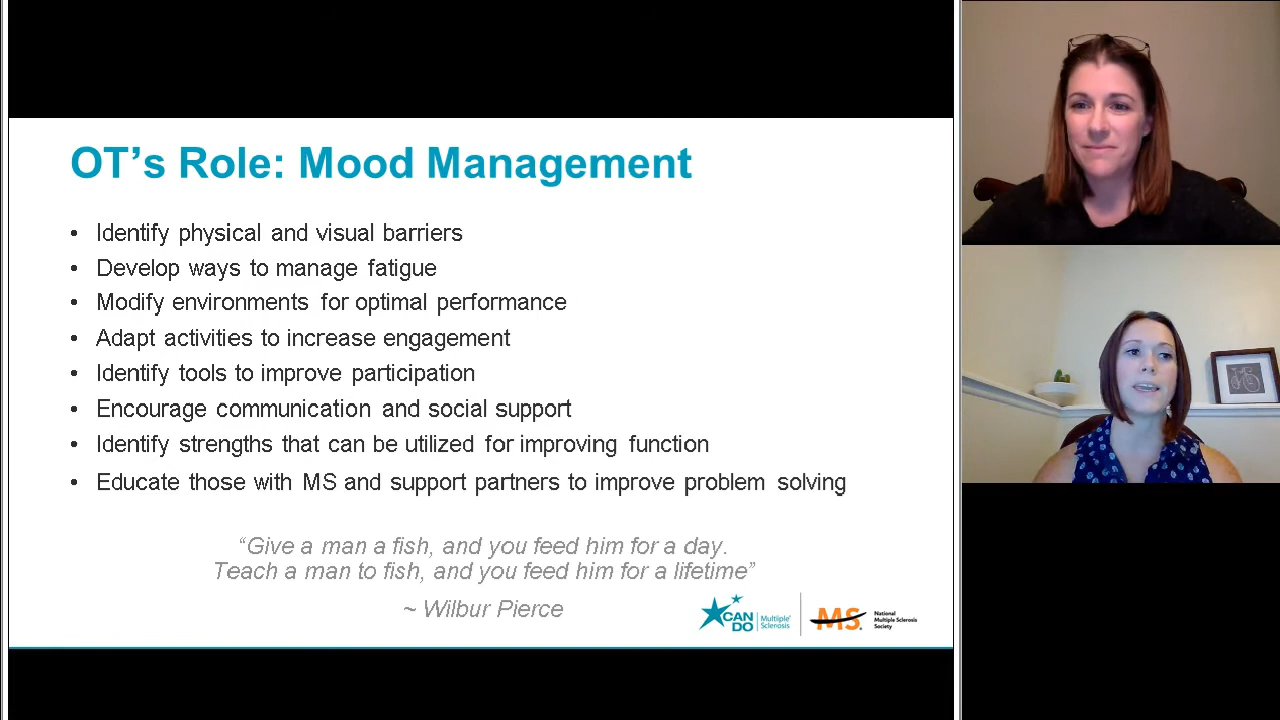 OT's Role: Mood Management
• Identify physical and visual barriers
• Develop ways to manage fatigue
• Modify environments for optimal performance
• Adapt activities to increase engagement
• Identify tools to improve participation
• Encourage communication and social support
• Identify strengths that can be utilized for improving function
• Educate those with MS and support partners to improve problem solving
“Give a man a fish, and you feed him for a day.
Teach a man to fish, and you feed him for a lifetime”
~ Wilbur Pierce
CAN
DO
Multiple
Sclerosis
MS
National
Multiple Sclerosis
Society